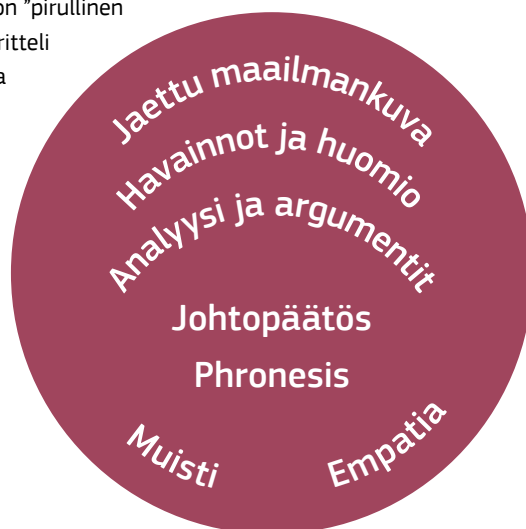 on ”pirullinen
ritteli
a
Jaettu maailmankuva
Havainnot ja huomio
Analyysi ja argumentit
Johtopäätös
Phronesis
Muisti
Empatia